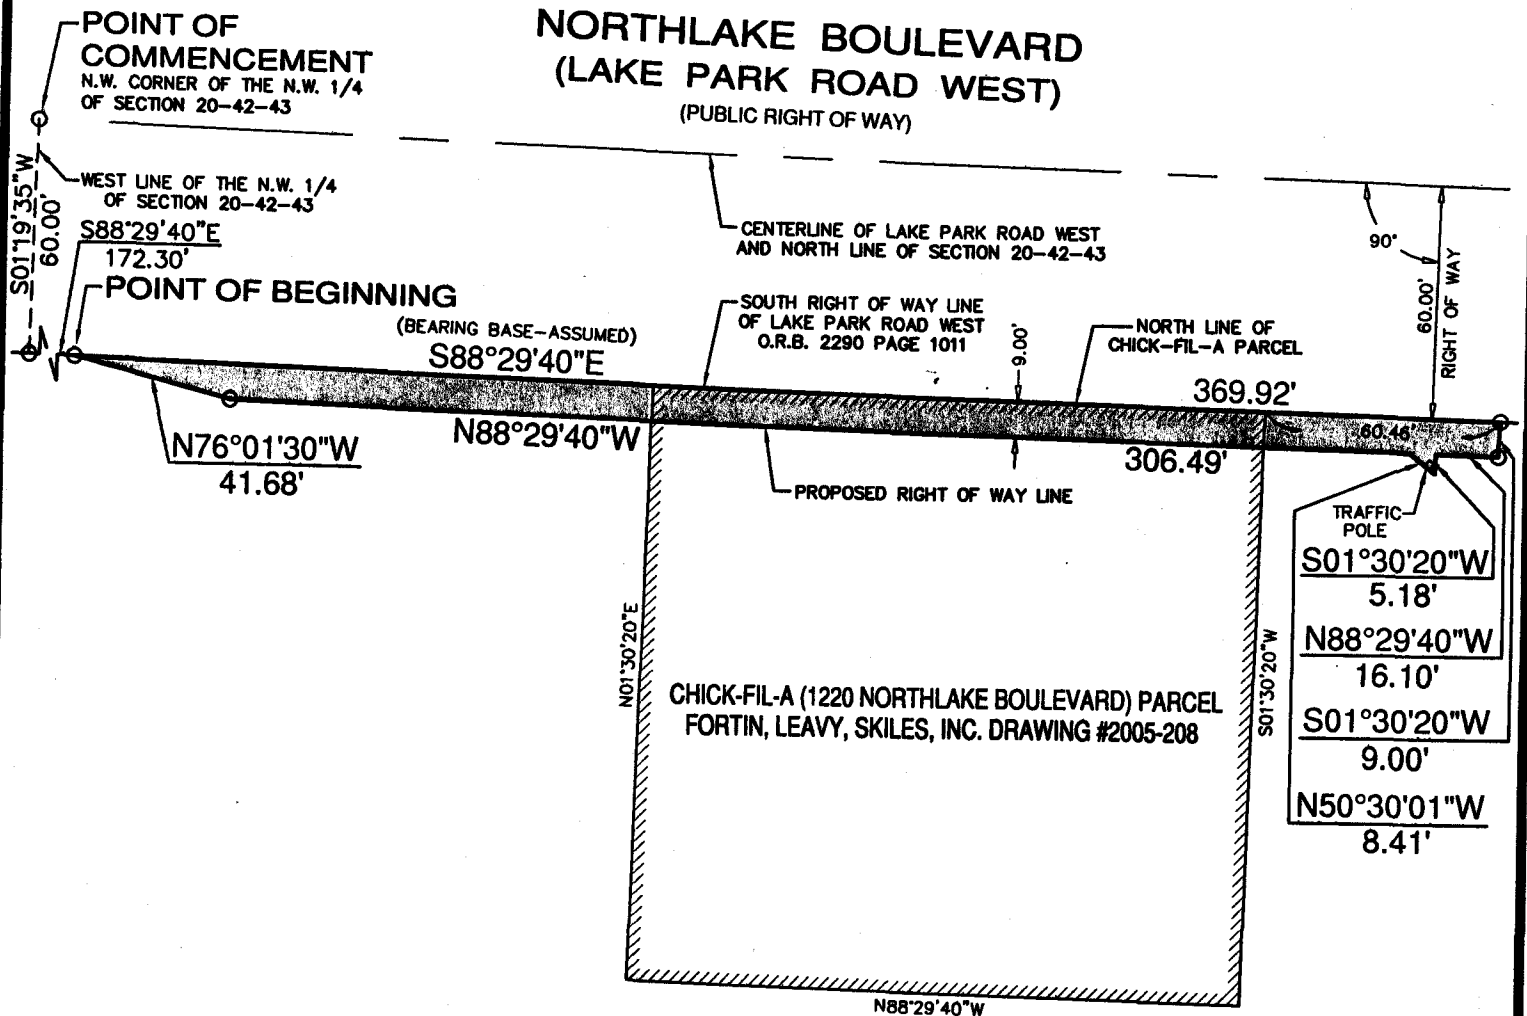 NORTHLAKE BOULEVARD
(LAKE PARK ROAD WEST)
(PUBLIC RIGHT OF WAY)
POINT OF
COMMENCEMENT
N.W. CORNER OF THE N.W. 1/4
OF SECTION 20-42-43
S01°19'35"W
60.00'
WEST LINE OF THE N.W. 1/4
OF SECTION 20-42-43
S88°29'40"E
172.30'
POINT OF BEGINNING
(BEARING BASE-ASSUMED)
S88°29'40"E
CENTERLINE OF LAKE PARK ROAD WEST
AND NORTH LINE OF SECTION 20-42-43
SOUTH RIGHT OF WAY LINE
OF LAKE PARK ROAD WEST
O.R.B. 2290 PAGE 1011
9.00'
NORTH LINE OF
CHICK-FIL-A PARCEL
369.92'
90°
60.00'
RIGHT OF WAY
60.46'
N76°01'30"W
41.68'
N88°29'40"W
306.49'
PROPOSED RIGHT OF WAY LINE
TRAFFIC
POLE
S01°30'20"W
5.18'
N88°29'40"W
16.10'
S01°30'20"W
9.00'
N50°30'01"W
8.41'
N01°30'20"E
CHICK-FIL-A (1220 NORTHLAKE BOULEVARD) PARCEL
FORTIN, LEAVY, SKILES, INC. DRAWING #2005-208
S01°30'20"W
N88°29'40"W